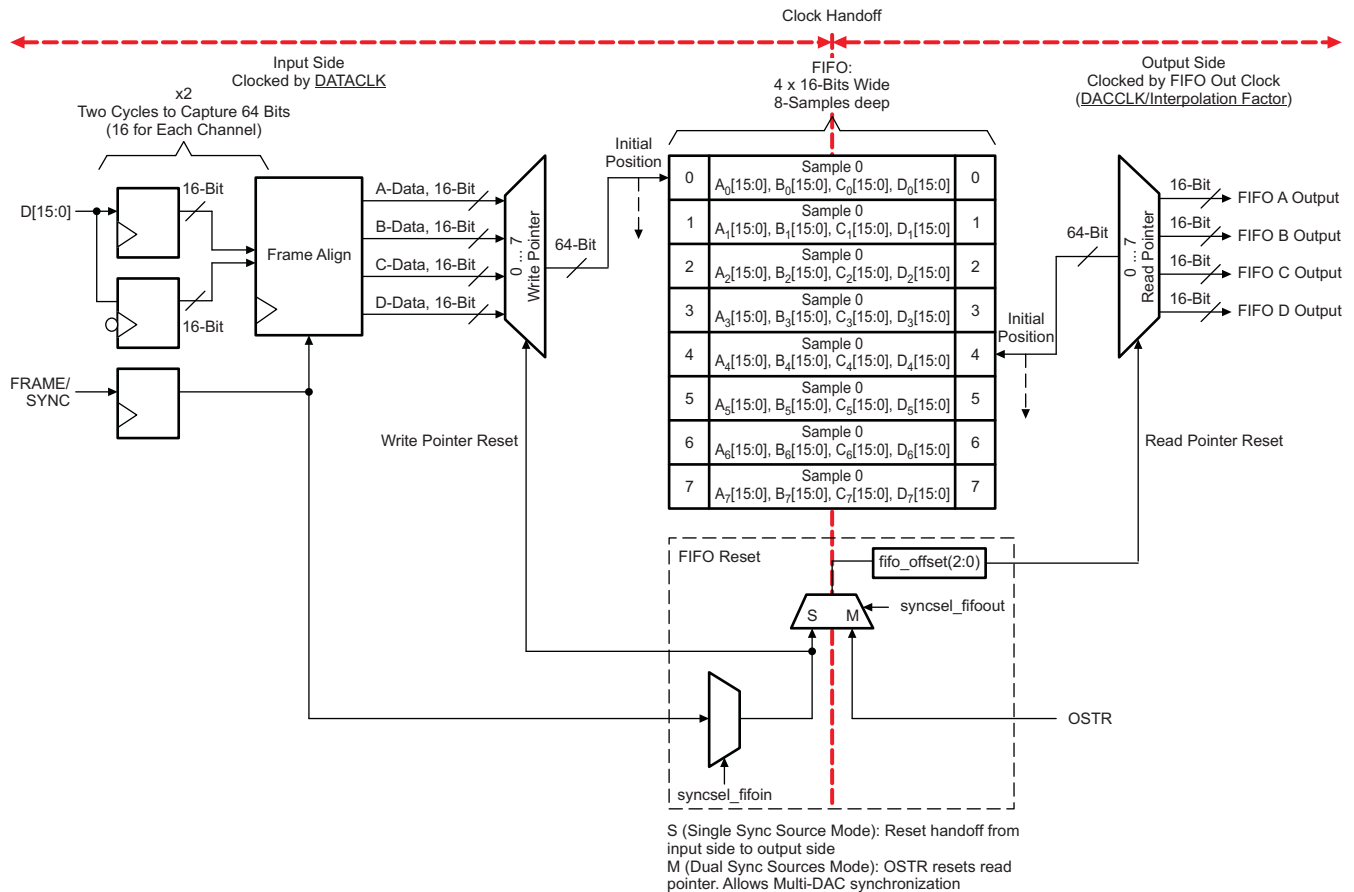 Clock Handoff
Input Side
Clocked by DATACLK
FIFO:
4 x 16-Bits Wide
8-Samples deep
Output Side
Clocked by FIFO Out Clock
(DACCLK/Interpolation Factor)
x2
Two Cycles to Capture 64 Bits
(16 for Each Channel)
D[15:0]
16-Bit
16-Bit
FRAME/
SYNC
Frame Align
A-Data, 16-Bit
B-Data, 16-Bit
C-Data, 16-Bit
D-Data, 16-Bit
0 ... 7
Write Pointer
64-Bit
Initial
Position
0
Sample 0
A0[15:0], B0[15:0], C0[15:0], D0[15:0]
0
1
Sample 0
A1[15:0], B1[15:0], C1[15:0], D1[15:0]
1
2
Sample 0
A2[15:0], B2[15:0], C2[15:0], D2[15:0]
2
3
Sample 0
A3[15:0], B3[15:0], C3[15:0], D3[15:0]
3
4
Sample 0
A4[15:0], B4[15:0], C4[15:0], D4[15:0]
4
5
Sample 0
A5[15:0], B5[15:0], C5[15:0], D5[15:0]
5
6
Sample 0
A6[15:0], B6[15:0], C6[15:0], D6[15:0]
6
7
Sample 0
A7[15:0], B7[15:0], C7[15:0], D7[15:0]
7
Initial
Position
64-Bit
0 ... 7
Read Pointer
16-Bit
FIFO A Output
16-Bit
FIFO B Output
16-Bit
FIFO C Output
16-Bit
FIFO D Output
Write Pointer Reset
Read Pointer Reset
FIFO Reset
fifo_offset(2:0)
S M
syncsel_fifoout
OSTR
syncsel_fifoin
S (Single Sync Source Mode): Reset handoff from
input side to output side
M (Dual Sync Sources Mode): OSTR resets read
pointer. Allows Multi-DAC synchronization